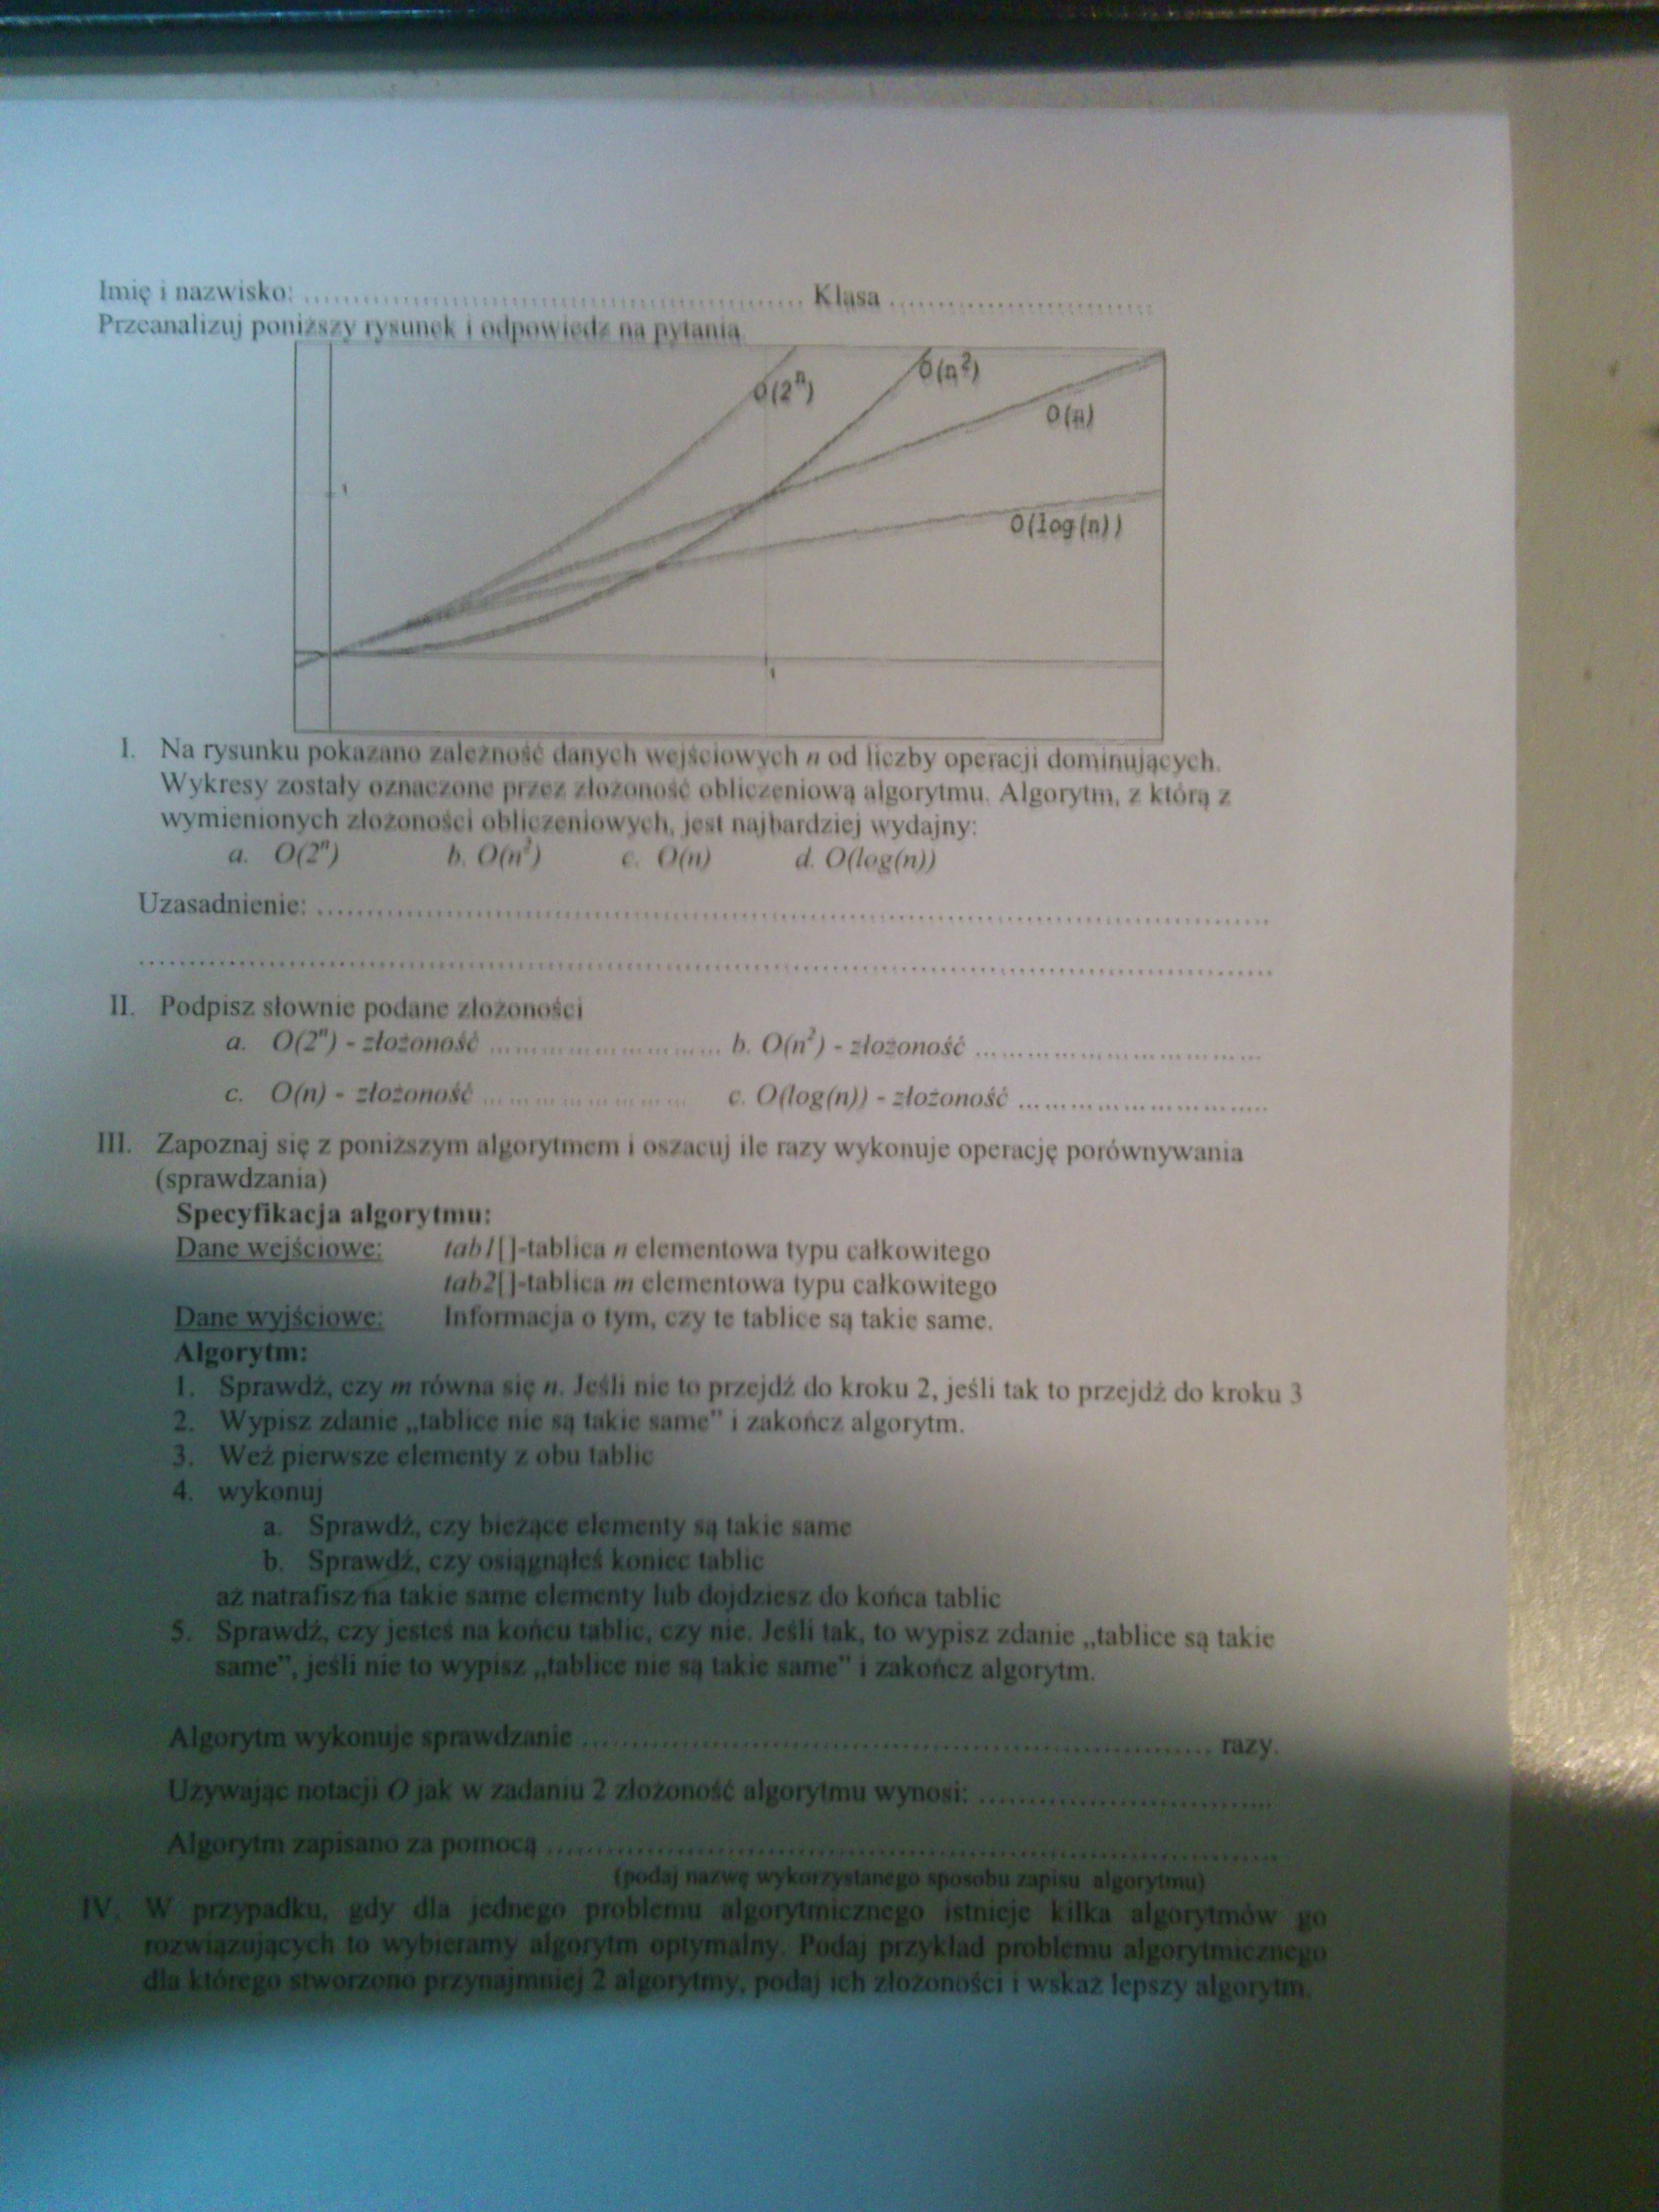 Imię i nazwisko: ........................ Klasa ........................
Przeanalizuj poniższy rysunek i odpowiedz na pytania
O(2ⁿ)
O(n²)
O(n)
O(log(n))
I. Na rysunku pokazano zależność danych wejściowych n od liczby operacji dominujących.
Wykresy zostały oznaczone przez złożoność obliczeniową algorytmu. Algorytm, z którą z
wymienionych złożoności obliczeniowych, jest najbardziej wydajny:
a. O(2ⁿ) b. O(n²) c. O(n) d. O(log(n))
Uzasadnienie: ........................
........................
II. Podpisz słownie podane złożoności
a. O(2ⁿ) - złożoność ........................ b. O(n²) - złożoność ........................
c. O(n) - złożoność ........................ c. O(log(n)) - złożoność ........................
III. Zapoznaj się z poniższym algorytmem i oszacuj ile razy wykonuje operację porównywania
(sprawdzania)
Specyfikacja algorytmu:
Dane wejściowe: tab1[]-tablica n elementowa typu całkowitego
tab2[]-tablica m elementowa typu całkowitego
Dane wyjściowe: Informacja o tym, czy te tablice są takie same.
Algorytm:
1. Sprawdź, czy m równa się n. Jeśli nie to przejdź do kroku 2, jeśli tak to przejdź do kroku 3
2. Wypisz zdanie „tablice nie są takie same” i zakończ algorytm.
3. Weź pierwsze elementy z obu tablic
4. wykonuj
a. Sprawdź, czy bieżące elementy są takie same
b. Sprawdź, czy osiągnąłeś koniec tablic
aż natrafisz na takie same elementy lub dojdziesz do końca tablic
5. Sprawdź, czy jesteś na końcu tablic, czy nie. Jeśli tak, to wypisz zdanie „tablice są takie
same”, jeśli nie to wypisz „tablice nie są takie same” i zakończ algorytm.
Algorytm wykonuje sprawdzanie ........................ razy.
Używając notacji O jak w zadaniu 2 złożoność algorytmu wynosi: ........................
Algorytm zapisano za pomocą ........................
(podaj nazwę wykorzystanego sposobu zapisu algorytmu)
IV. W przypadku, gdy dla jednego problemu algorytmicznego istnieje kilka algorytmów go
rozwiązujących to wybieramy algorytm optymalny. Podaj przykład problemu algorytmicznego
dla którego stworzono przynajmniej 2 algorytmy, podaj ich złożoności i wskaż lepszy algorytm.